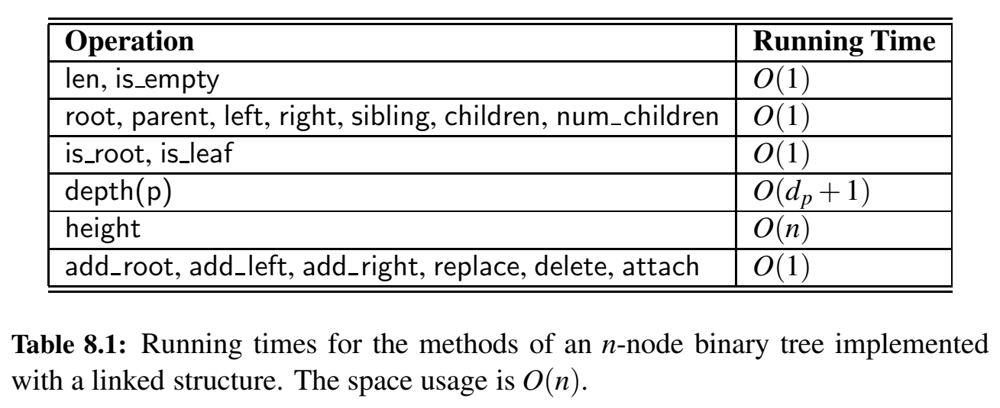 Operation Running Time
len, is_empty O(1)
root, parent, left, right, sibling, children, num_children O(1)
is_root, is_leaf O(1)
depth(p) O(d_p + 1)
height O(n)
add_root, add_left, add_right, replace, delete, attach O(1)
Table 8.1: Running times for the methods of an n-node binary tree implemented
with a linked structure. The space usage is O(n).